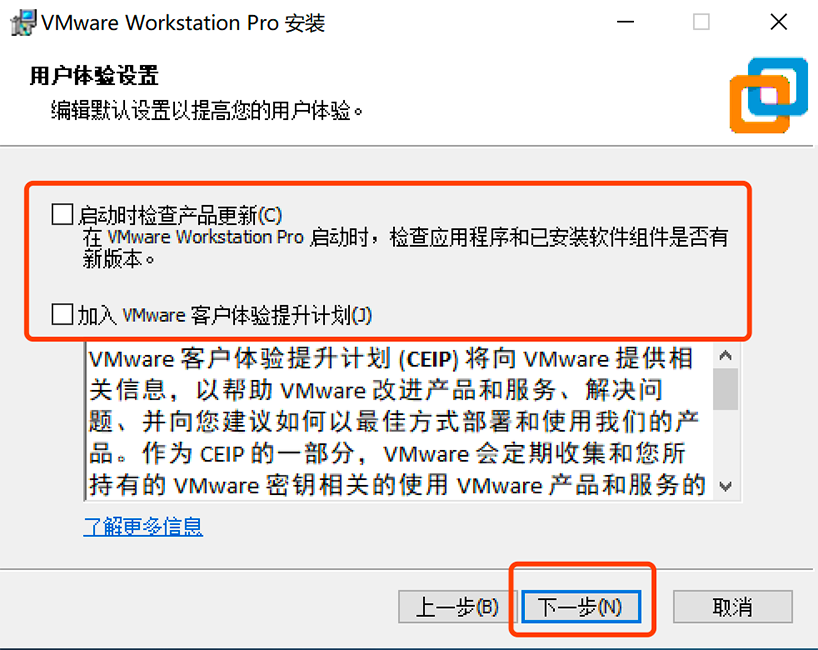 VMware Workstation Pro 安装
用户体验设置
编辑默认设置以提高您的用户体验。
启动时检查产品更新(C)
在 VMware Workstation Pro 启动时，检查应用程序和已安装软件组件是否有
新版本。
加入 VMware 客户体验提升计划(J)
VMware 客户体验提升计划 (CEIP) 将向 VMware 提供相
关信息，以帮助 VMware 改进产品和服务、解决问
题、并向您建议如何以最佳方式部署和使用我们的产
品。作为 CEIP 的一部分，VMware 会定期收集和您所
持有的 VMware 密钥相关的使用 VMware 产品和服务的
了解更多信息
上一步(B)
下一步(N)
取消